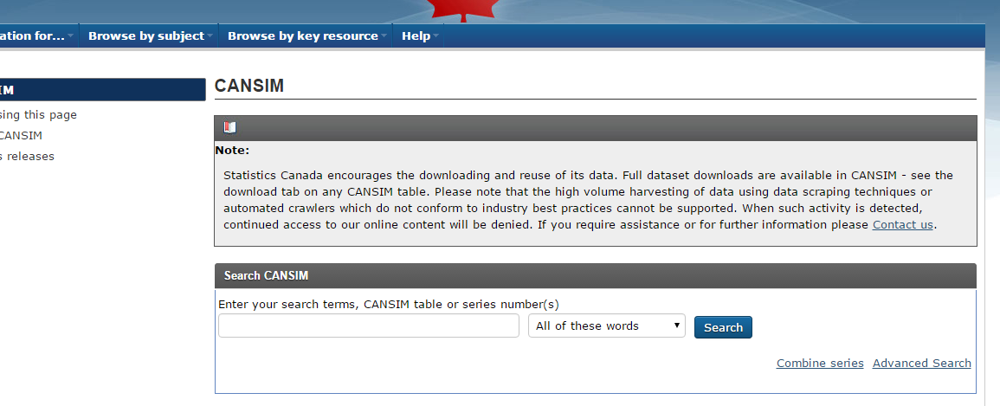 ation for...
Browse by subject
Browse by key resource
Help
IM
sing this page
CANSIM
s releases
CANSIM
Note:
Statistics Canada encourages the downloading and reuse of its data. Full dataset downloads are available in CANSIM - see the
download tab on any CANSIM table. Please note that the high volume harvesting of data using data scraping techniques or
automated crawlers which do not conform to industry best practices cannot be supported. When such activity is detected,
continued access to our online content will be denied. If you require assistance or for further information please Contact us.
Search CANSIM
Enter your search terms, CANSIM table or series number(s)
All of these words
Search
Combine series
Advanced Search